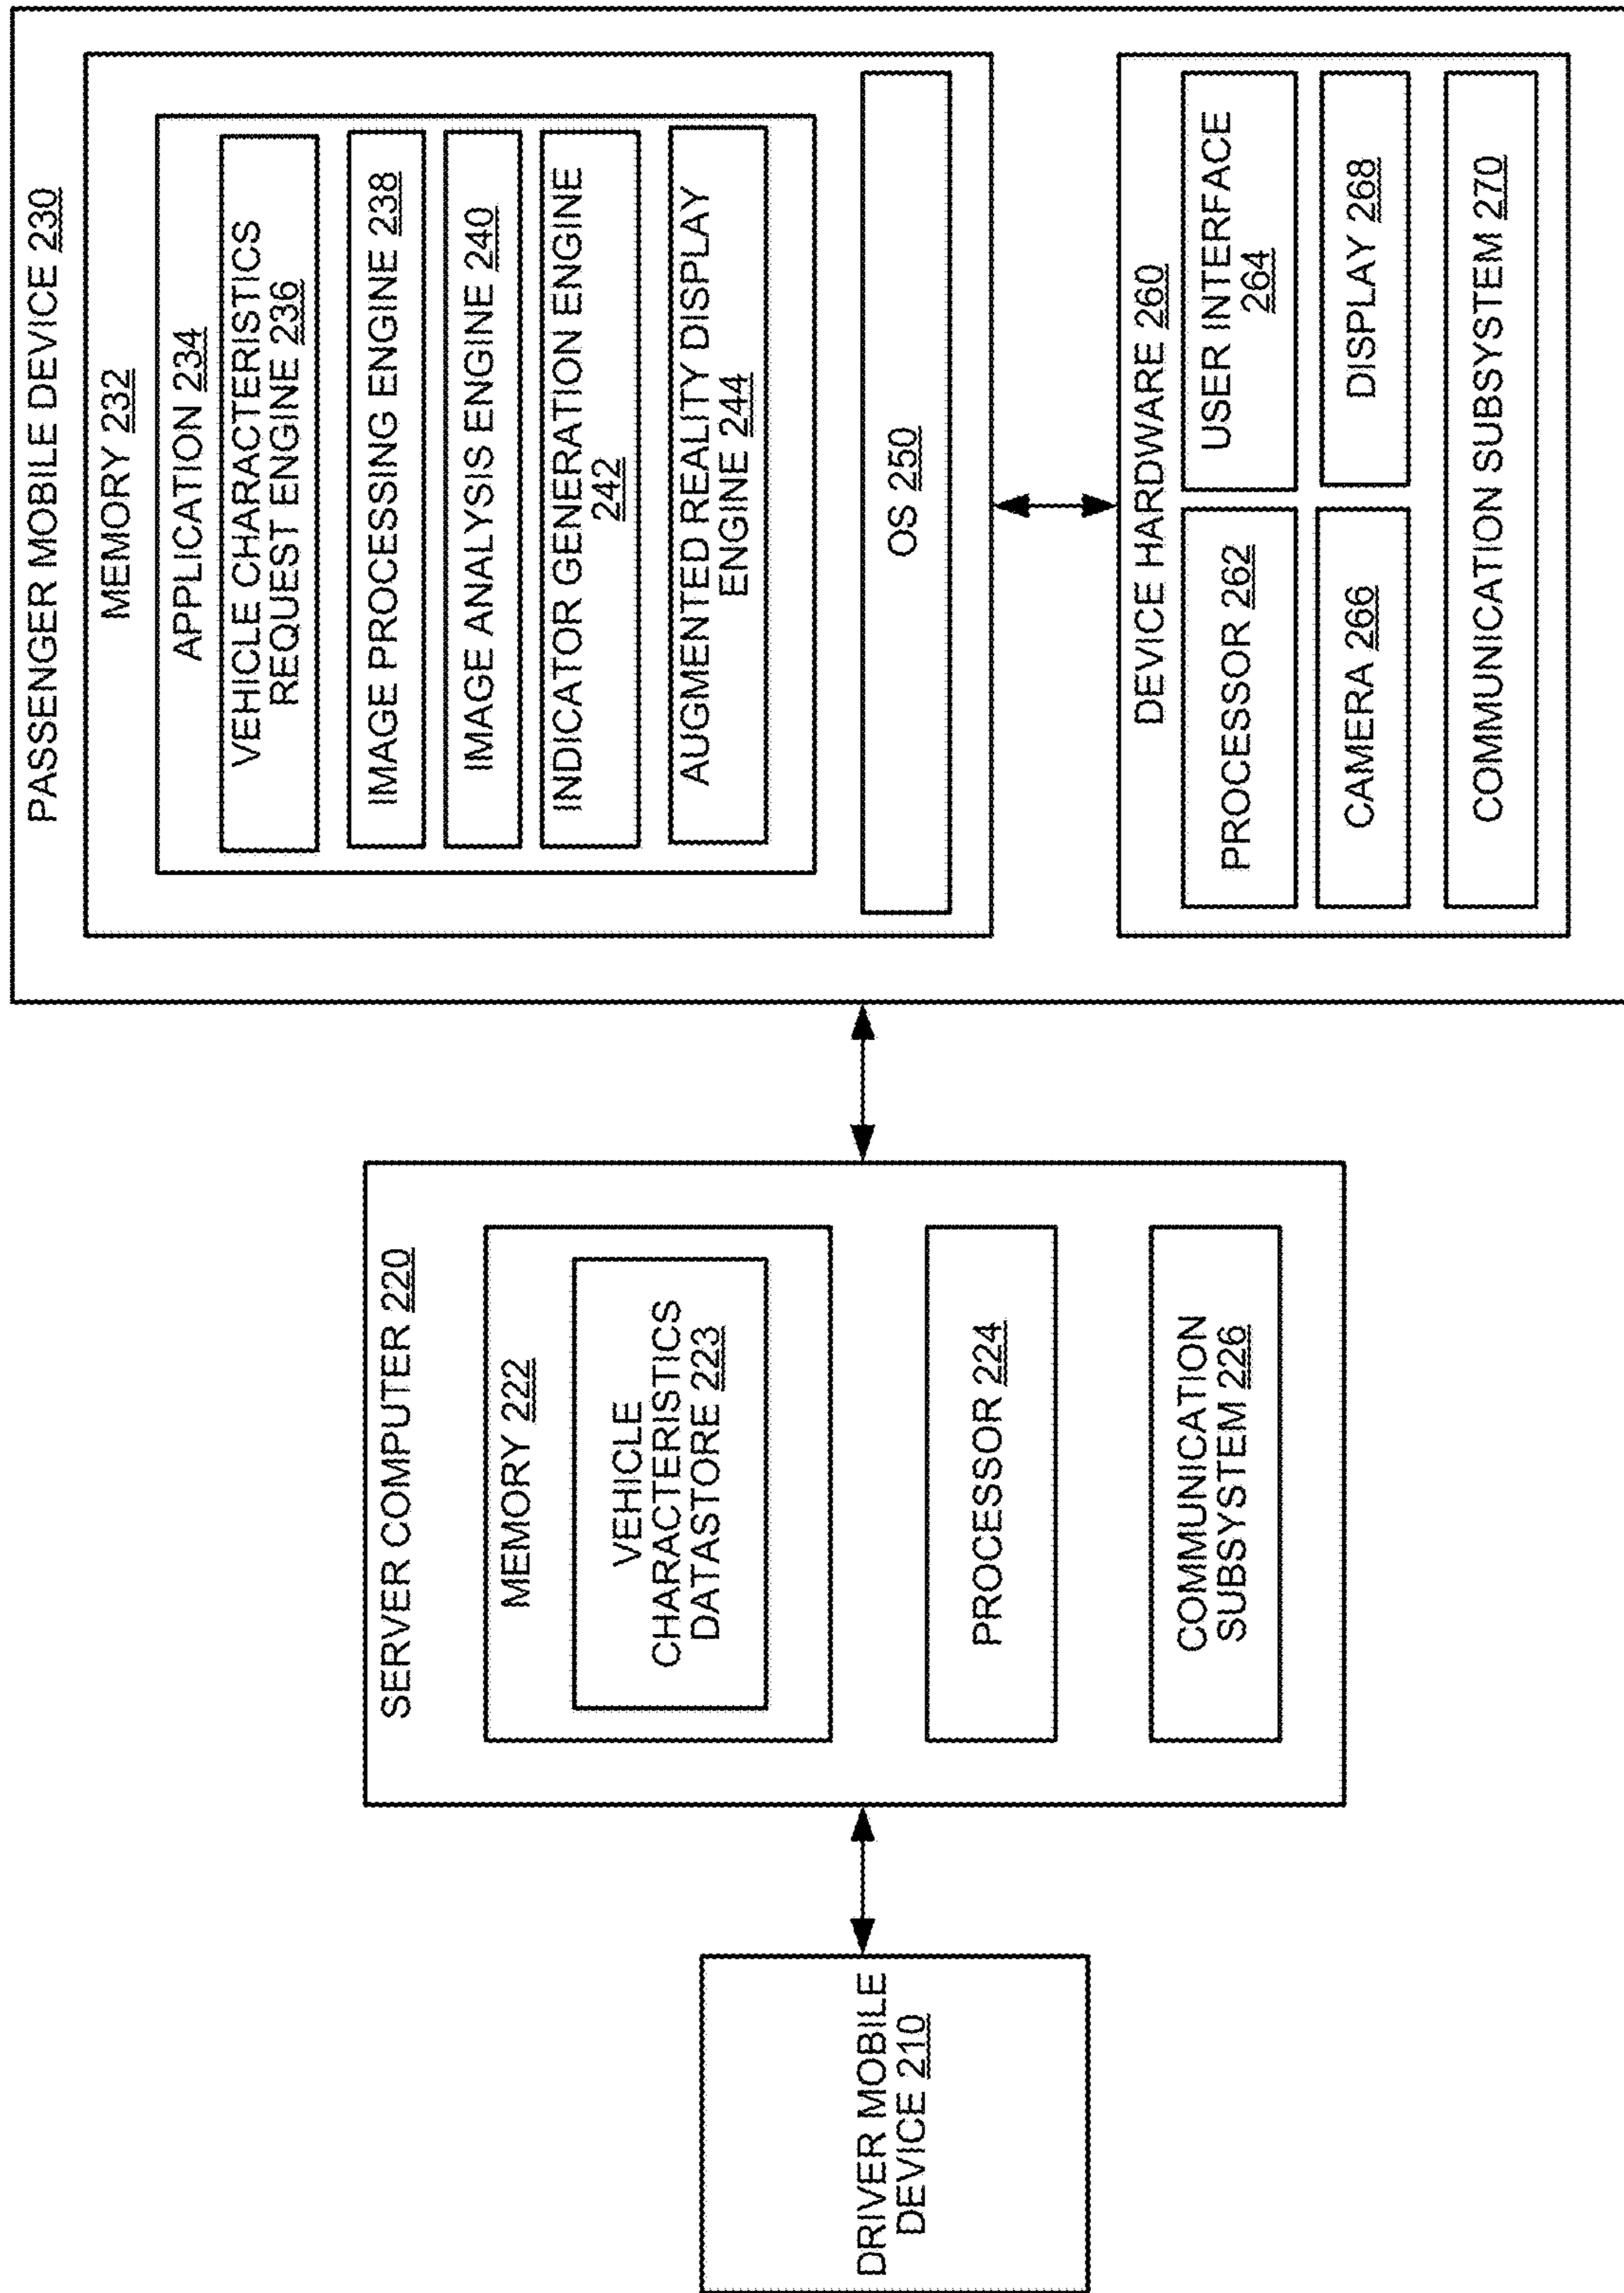 DRIVER MOBILE
DEVICE 210
SERVER COMPUTER 220
MEMORY 222
VEHICLE
CHARACTERISTICS
DATASTORE 223
PROCESSOR 224
COMMUNICATION
SUBSYSTEM 226
PASSENGER MOBILE DEVICE 230
MEMORY 232
APPLICATION 234
VEHICLE CHARACTERISTICS
REQUEST ENGINE 236
IMAGE PROCESSING ENGINE 238
IMAGE ANALYSIS ENGINE 240
INDICATOR GENERATION ENGINE
242
AUGMENTED REALITY DISPLAY
ENGINE 244
OS 250
DEVICE HARDWARE 260
PROCESSOR 262
USER INTERFACE
264
CAMERA 266
DISPLAY 268
COMMUNICATION SUBSYSTEM 270